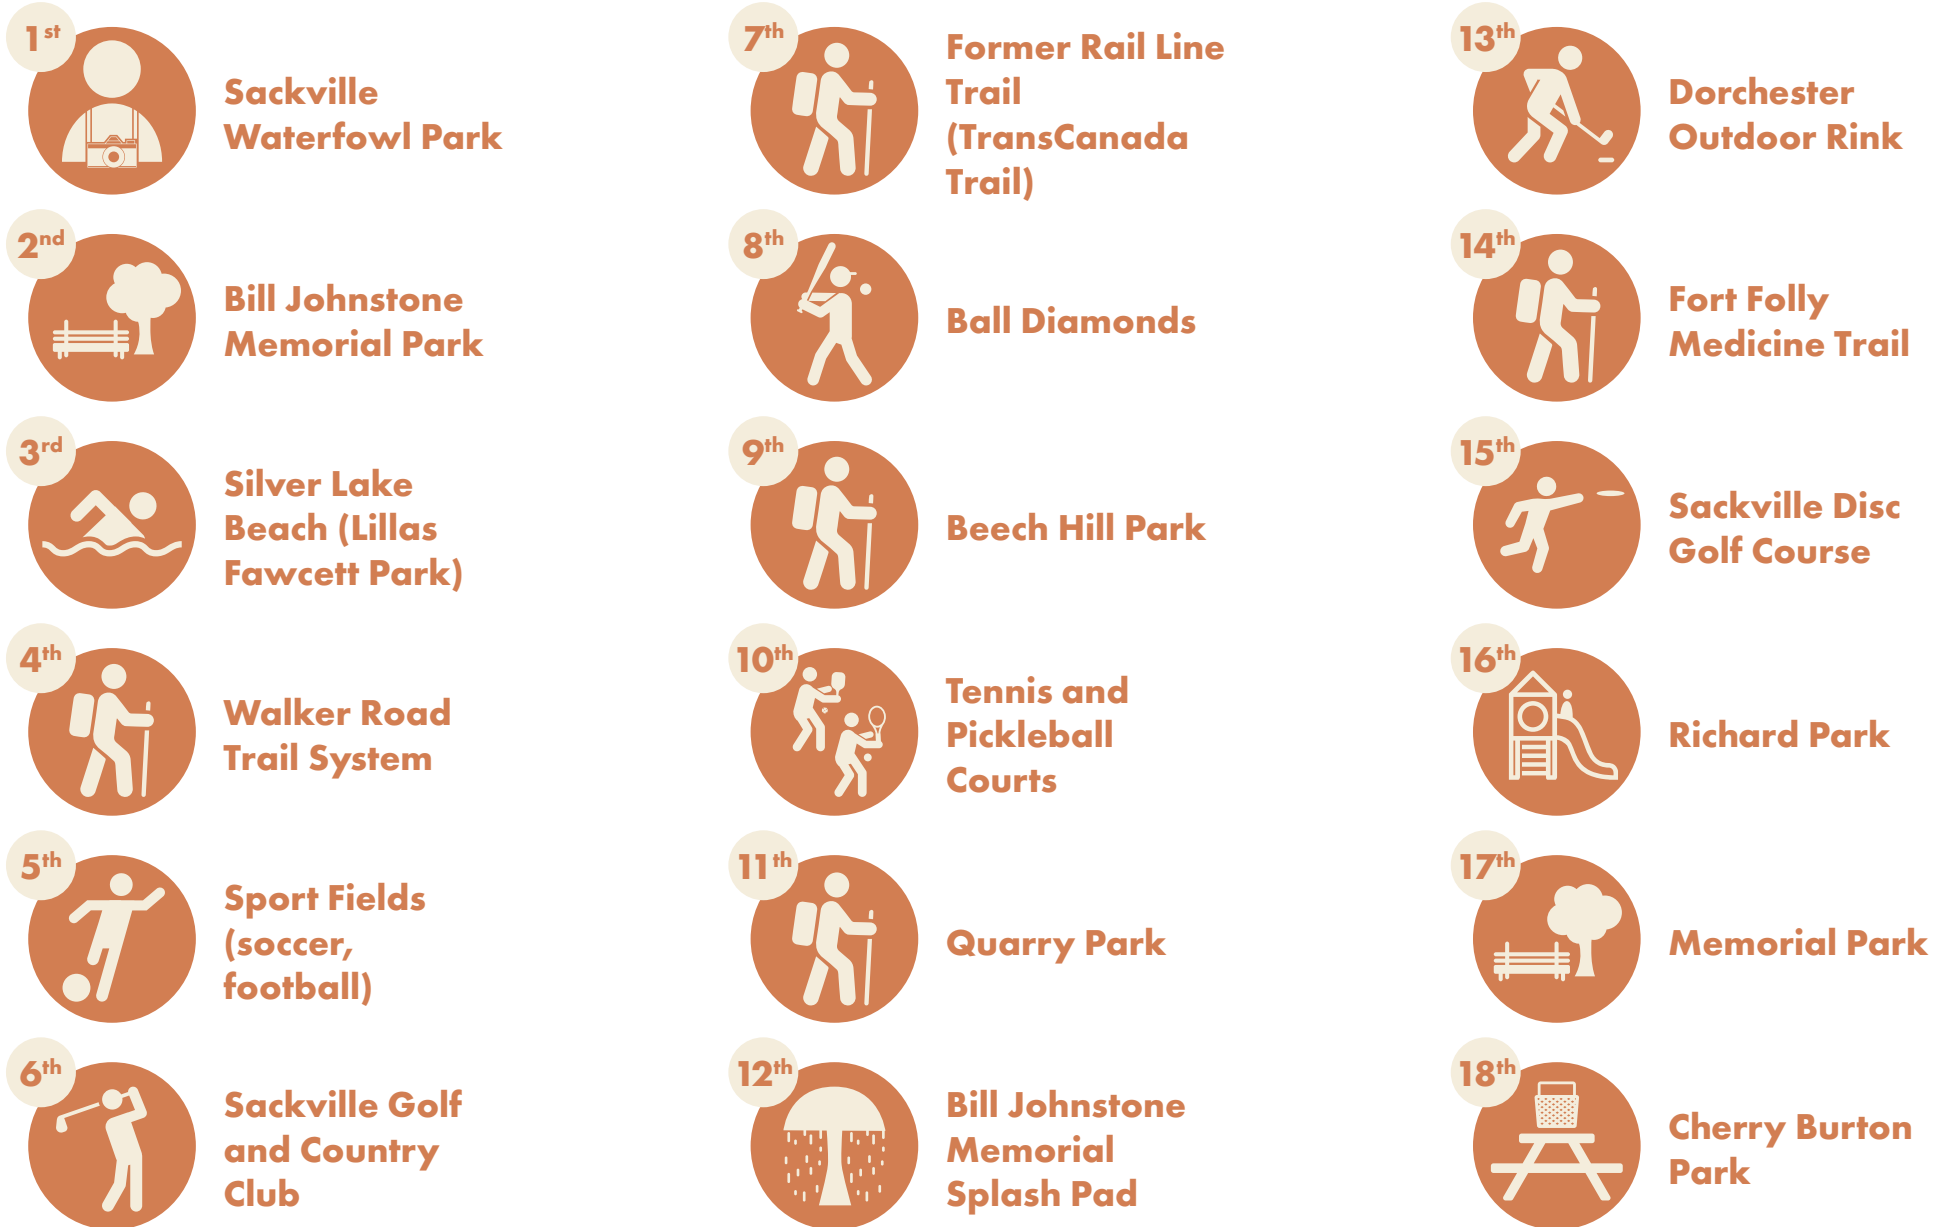 1st
Sackville
Waterfowl Park
2nd
Bill Johnstone
Memorial Park
3rd
Silver Lake
Beach (Lillas
Fawcett Park)
4th
Walker Road
Trail System
5th
Sport Fields
(soccer,
football)
6th
Sackville Golf
and Country
Club
7th
Former Rail Line
Trail
(TransCanada
Trail)
8th
Ball Diamonds
9th
Beech Hill Park
10th
Tennis and
Pickleball
Courts
11th
Quarry Park
12th
Bill Johnstone
Memorial
Splash Pad
13th
Dorchester
Outdoor Rink
14th
Fort Folly
Medicine Trail
15th
Sackville Disc
Golf Course
16th
Richard Park
17th
Memorial Park
18th
Cherry Burton
Park